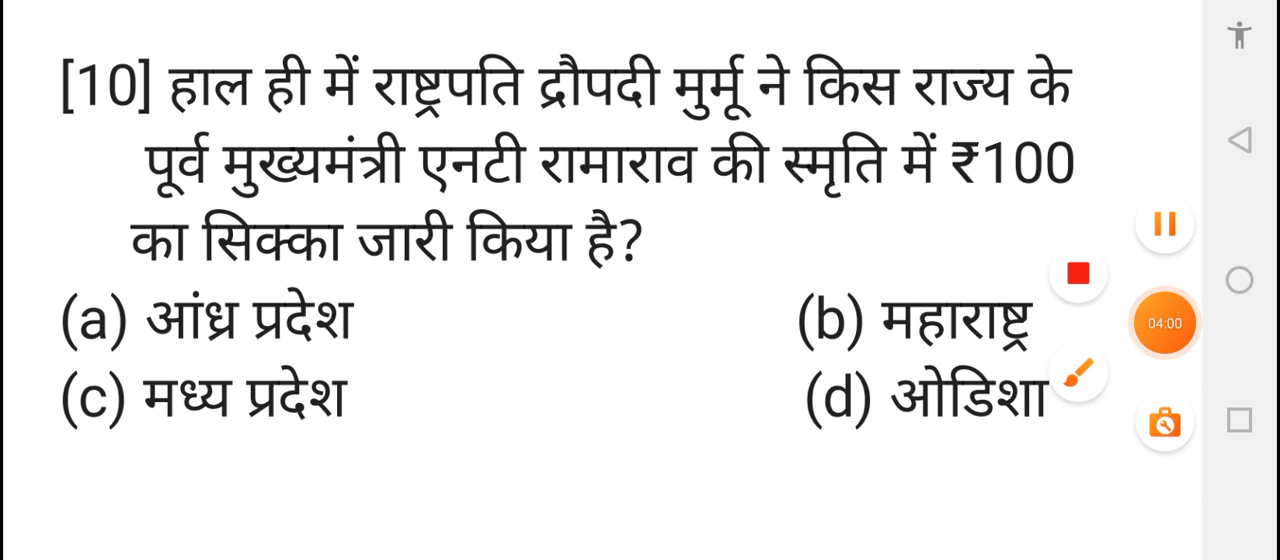 [10] हाल ही में राष्ट्रपति द्रौपदी मुर्मू ने किस राज्य के
पूर्व मुख्यमंत्री एनटी रामाराव की स्मृति में ₹100
का सिक्का जारी किया है?
(a) आंध्र प्रदेश (b) महाराष्ट्र
(c) मध्य प्रदेश (d) ओडिशा
04:00